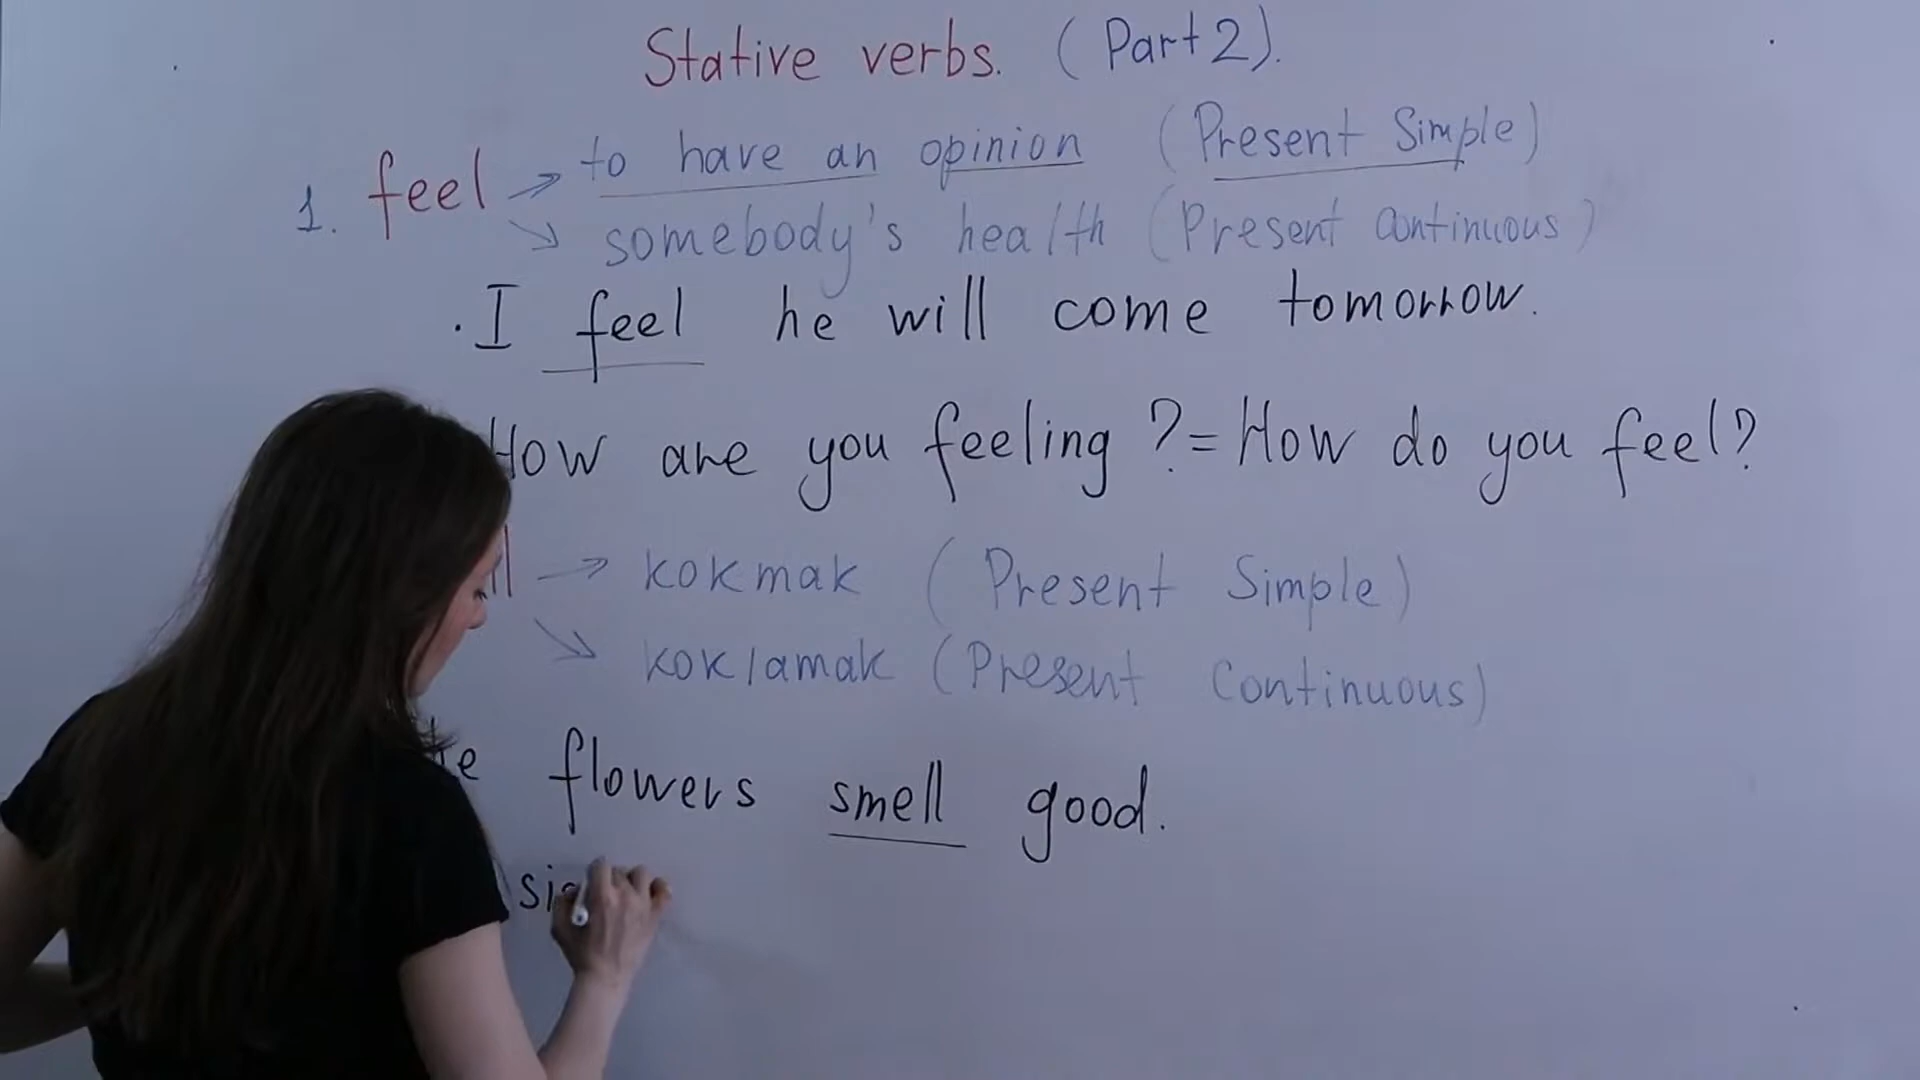 Stative verbs. (Part 2).
1. feel → to have an opinion (Present Simple)
↘ somebody's health (Present Continuous)
. I feel he will come tomorrow.
How are you feeling? = How do you feel?
→ kokmak (Present Simple)
↘ koklamak (Present Continuous)
flowers smell good.